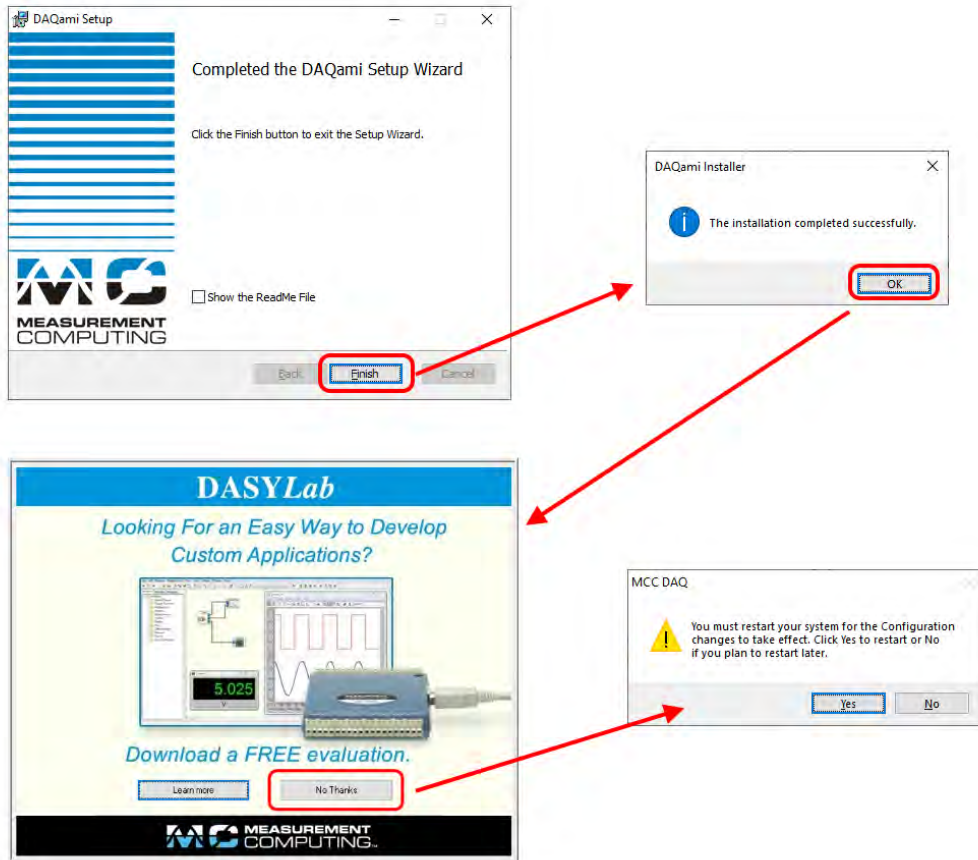 DAQami Setup
Completed the DAQami Setup Wizard
Click the Finish button to exit the Setup Wizard.
Show the ReadMe File
MC
MEASUREMENT
COMPUTING
Back
Finish
Cancel
DAQami Installer
The installation completed successfully.
OK
DASYLab
Looking For an Easy Way to Develop
Custom Applications?
5.025
V
Download a FREE evaluation.
Learn more
No Thanks
MC MEASUREMENT
COMPUTING™
MCC DAQ
You must restart your system for the Configuration
changes to take effect. Click Yes to restart or No
if you plan to restart later.
Yes
No